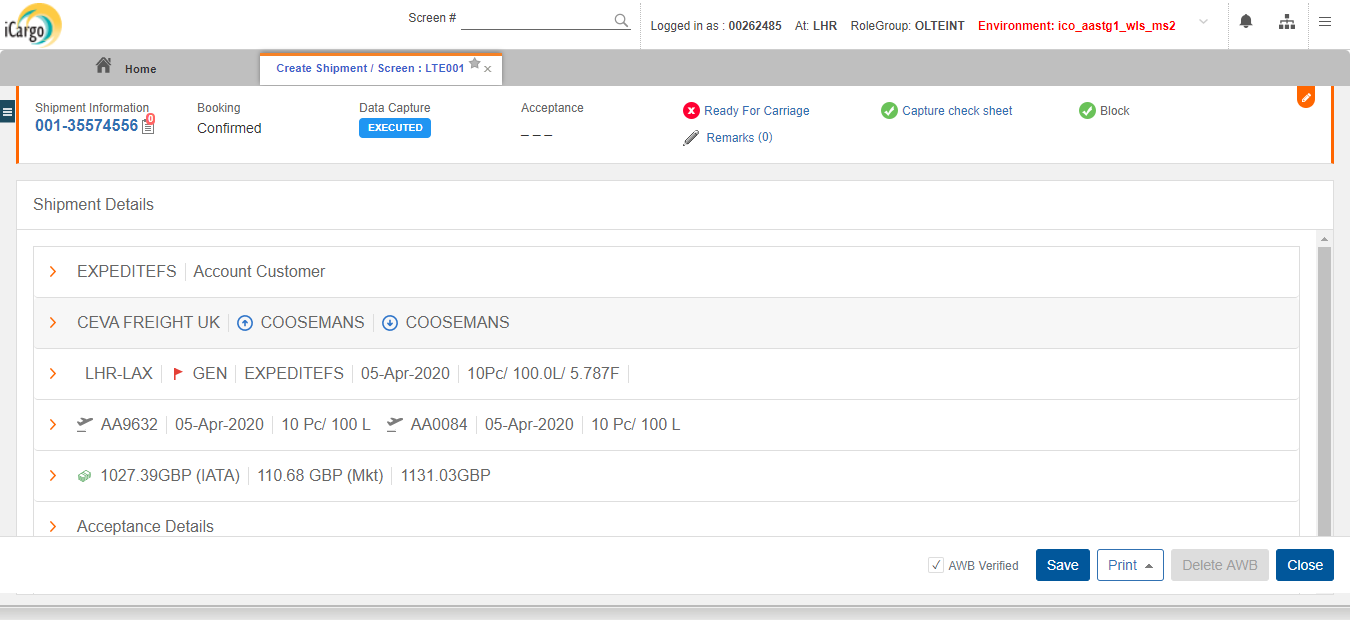 iCargo
Screen #
Logged in as : 00262485 At: LHR RoleGroup: OLTEINT Environment: ico_aastg1_wls_ms2
Home
Create Shipment / Screen : LTE001
Shipment Information
001-35574556 0
Booking
Confirmed
Data Capture
EXECUTED
Acceptance
_ _ _
Ready For Carriage
Remarks (0)
Capture check sheet
Block
Shipment Details
EXPEDITEFS Account Customer
CEVA FREIGHT UK COOSEMANS COOSEMANS
LHR-LAX GEN EXPEDITEFS 05-Apr-2020 10Pc/ 100.0L/ 5.787F
AA9632 05-Apr-2020 10 Pc/ 100 L AA0084 05-Apr-2020 10 Pc/ 100 L
1027.39GBP (IATA) 110.68 GBP (Mkt) 1131.03GBP
Acceptance Details
AWB Verified Save Print Delete AWB Close